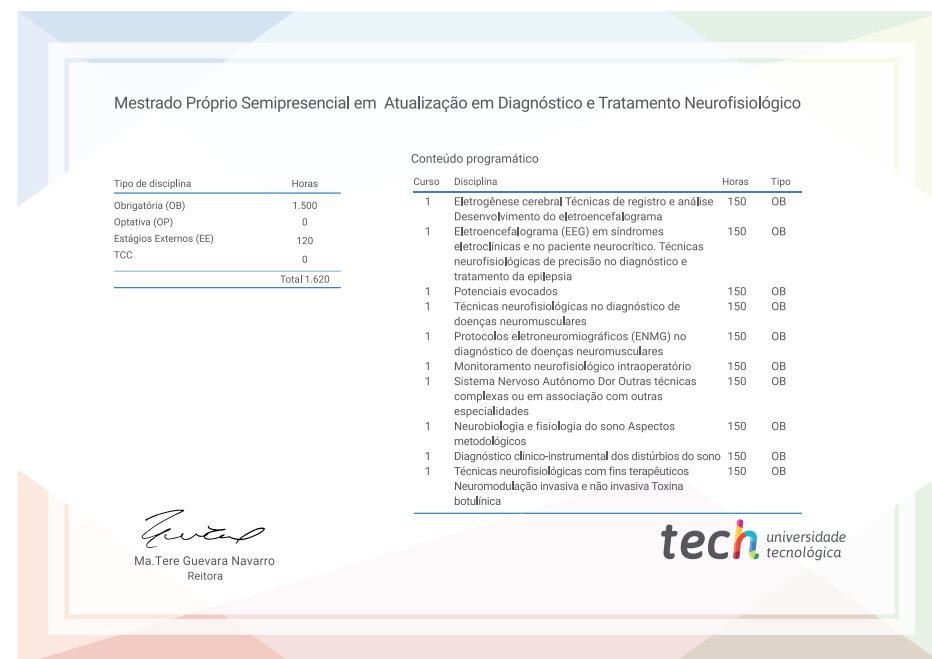 Mestrado Próprio Semipresencial em Atualização em Diagnóstico e Tratamento Neurofisiológico
Tipo de disciplina Horas
Obrigatória (OB) 1.500
Optativa (OP) 0
Estágios Externos (EE) 120
TCC 0
Total 1.620
Conteúdo programático
Curso Disciplina Horas Tipo
1 Eletrogênese cerebral Técnicas de registro e análise 150 OB
Desenvolvimento do eletroencefalograma
1 Eletroencefalograma (EEG) em síndromes 150 OB
eletroclínicas e no paciente neurocrítico. Técnicas
neurofisiológicas de precisão no diagnóstico e
tratamento da epilepsia
1 Potenciais evocados 150 OB
1 Técnicas neurofisiológicas no diagnóstico de 150 OB
doenças neuromusculares
1 Protocolos eletroneuromiográficos (ENMG) no 150 OB
diagnóstico de doenças neuromusculares
1 Monitoramento neurofisiológico intraoperatório 150 OB
1 Sistema Nervoso Autônomo Dor Outras técnicas 150 OB
complexas ou em associação com outras
especialidades
1 Neurobiologia e fisiologia do sono Aspectos 150 OB
metodológicos
1 Diagnóstico clínico-instrumental dos distúrbios do sono 150 OB
1 Técnicas neurofisiológicas com fins terapêuticos 150 OB
Neuromodulação invasiva e não invasiva Toxina
botulínica
Ma.Tere Guevara Navarro
Reitora
tech universidade
tecnológica